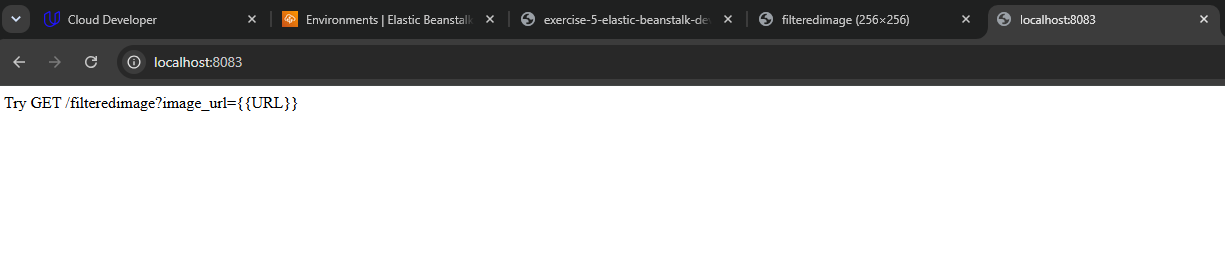 Cloud Developer
Environments | Elastic Beanstalk
exercise-5-elastic-beanstalk-de
filteredimage (256×256)
localhost:8083
localhost:8083
Try GET /filteredimage?image_url={{URL}}